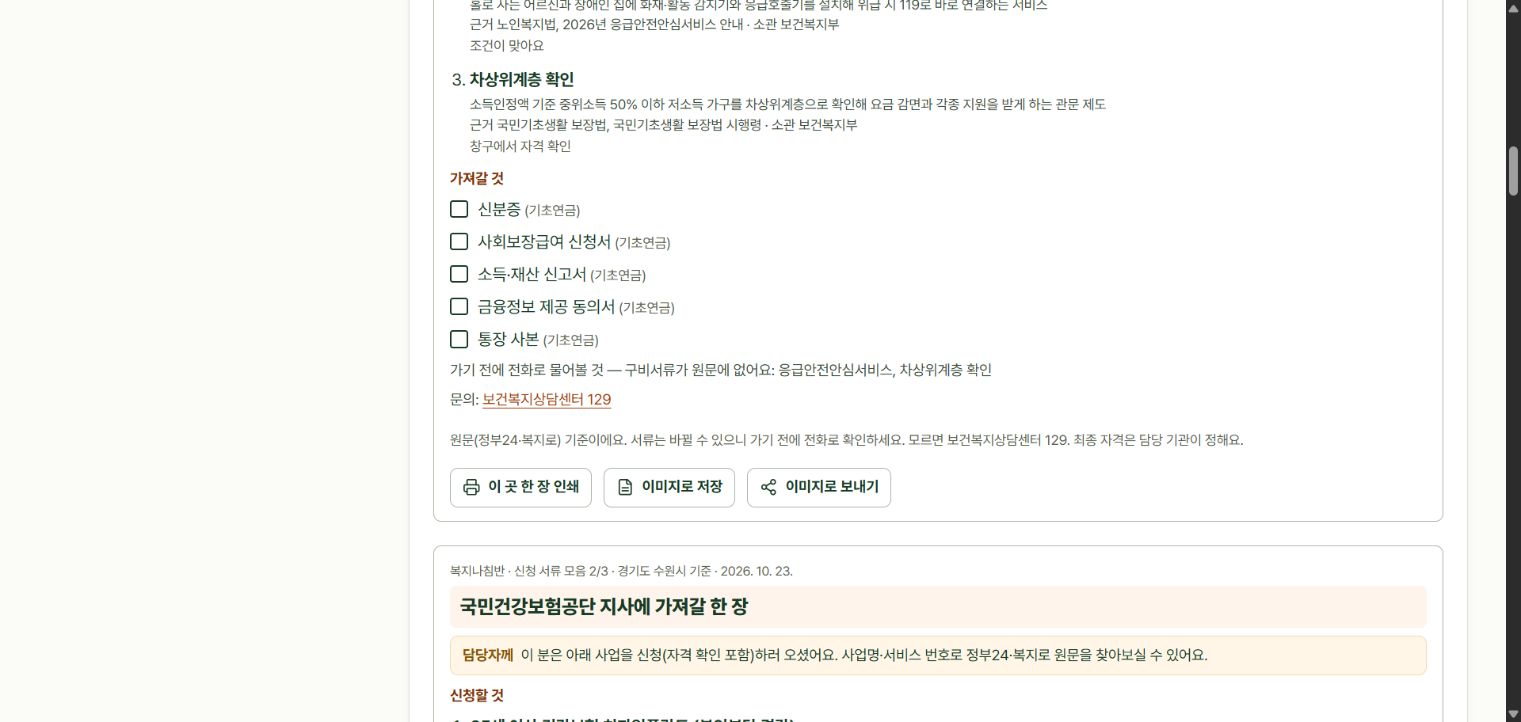 홀로 사는 어르신과 장애인 집에 화재·활동 감지기와 응급호출기를 설치해 위급 시 119로 바로 연결하는 서비스
근거 노인복지법, 2026년 응급안전안심서비스 안내 · 소관 보건복지부
조건이 맞아요
3. 차상위계층 확인
소득인정액 기준 중위소득 50% 이하 저소득 가구를 차상위계층으로 확인해 요금 감면과 각종 지원을 받게 하는 관문 제도
근거 국민기초생활 보장법, 국민기초생활 보장법 시행령 · 소관 보건복지부
창구에서 자격 확인
가져갈 것
신분증 (기초연금)
사회보장급여 신청서 (기초연금)
소득·재산 신고서 (기초연금)
금융정보 제공 동의서 (기초연금)
통장 사본 (기초연금)
가기 전에 전화로 물어볼 것 — 구비서류가 원문에 없어요: 응급안전안심서비스, 차상위계층 확인
문의: 보건복지상담센터 129
원문(정부24·복지로) 기준이에요. 서류는 바뀔 수 있으니 가기 전에 전화로 확인하세요. 모르면 보건복지상담센터 129. 최종 자격은 담당 기관이 정해요.
이 곳 한 장 인쇄 이미지로 저장 이미지로 보내기
복지나침반 · 신청 서류 모음 2/3 · 경기도 수원시 기준 · 2026. 10. 23.
국민건강보험공단 지사에 가져갈 한 장
담당자께 이 분은 아래 사업을 신청(자격 확인 포함)하러 오셨어요. 사업명·서비스 번호로 정부24·복지로 원문을 찾아보실 수 있어요.
신청할 것